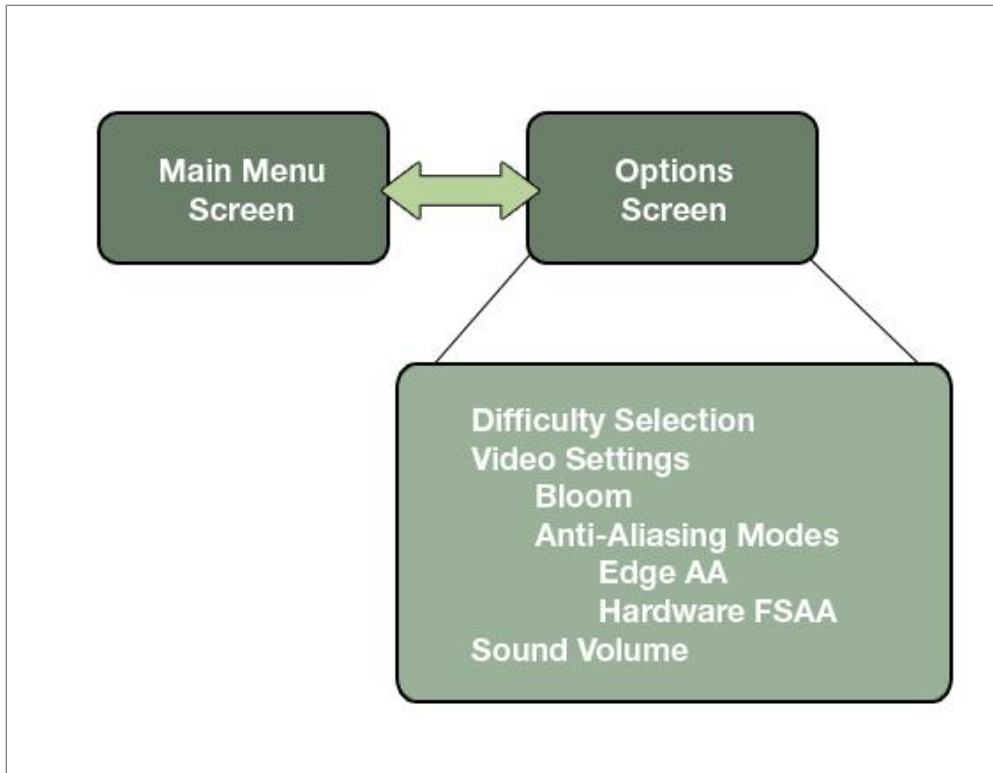 Main Menu
Screen
Options
Screen
Difficulty Selection
Video Settings
Bloom
Anti-Aliasing Modes
Edge AA
Hardware FSAA
Sound Volume